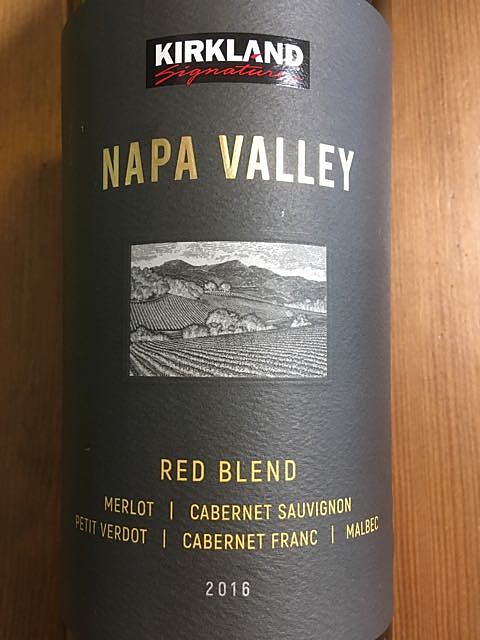 KIRKLAND
Signature
NAPA VALLEY
RED BLEND
MERLOT | CABERNET SAUVIGNON
PETIT VERDOT | CABERNET FRANC | MALBEC
2016